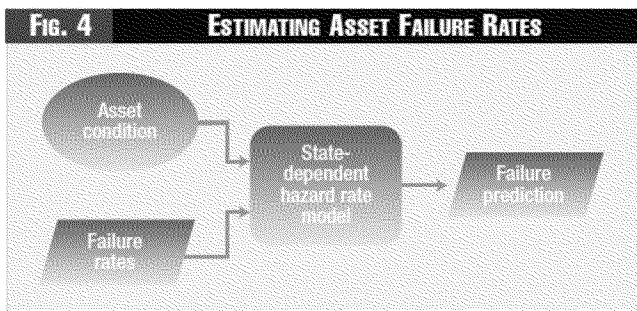 FIG. 4
ESTIMATING ASSET FAILURE RATES
Asset
condition
State-
dependent
hazard rate
model
Failure
prediction
Failure
rates